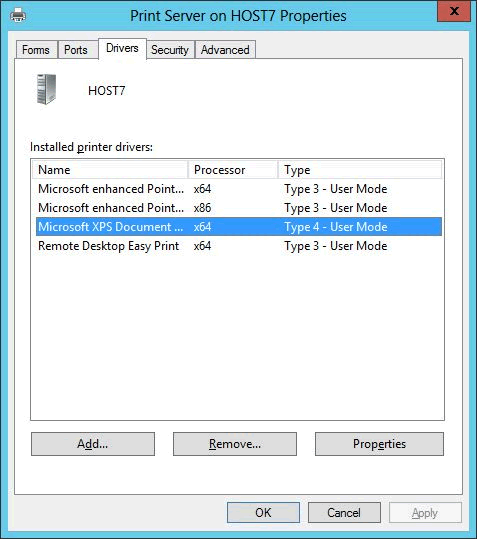 Print Server on HOST7 Properties
x
Forms Ports Drivers Security Advanced
HOST7
Installed printer drivers:
Name Processor Type
Microsoft enhanced Point... x64 Type 3 - User Mode
Microsoft enhanced Point... x86 Type 3 - User Mode
Microsoft XPS Document ... x64 Type 4 - User Mode
Remote Desktop Easy Print x64 Type 3 - User Mode
Add... Remove... Properties
OK Cancel Apply